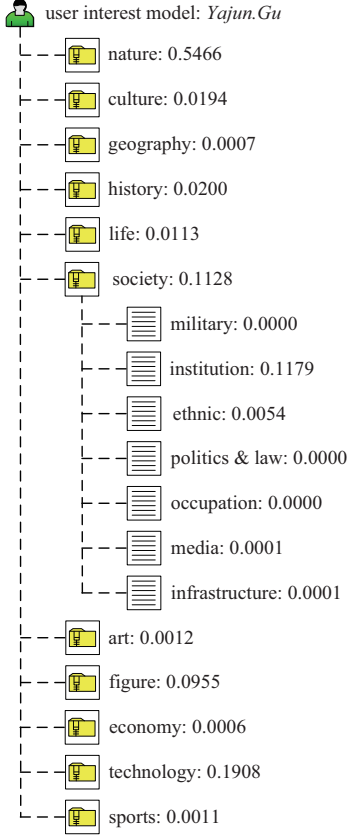 user interest model: Yajun.Gu
nature: 0.5466
culture: 0.0194
geography: 0.0007
history: 0.0200
life: 0.0113
society: 0.1128
military: 0.0000
institution: 0.1179
ethnic: 0.0054
politics & law: 0.0000
occupation: 0.0000
media: 0.0001
infrastructure: 0.0001
art: 0.0012
figure: 0.0955
economy: 0.0006
technology: 0.1908
sports: 0.0011